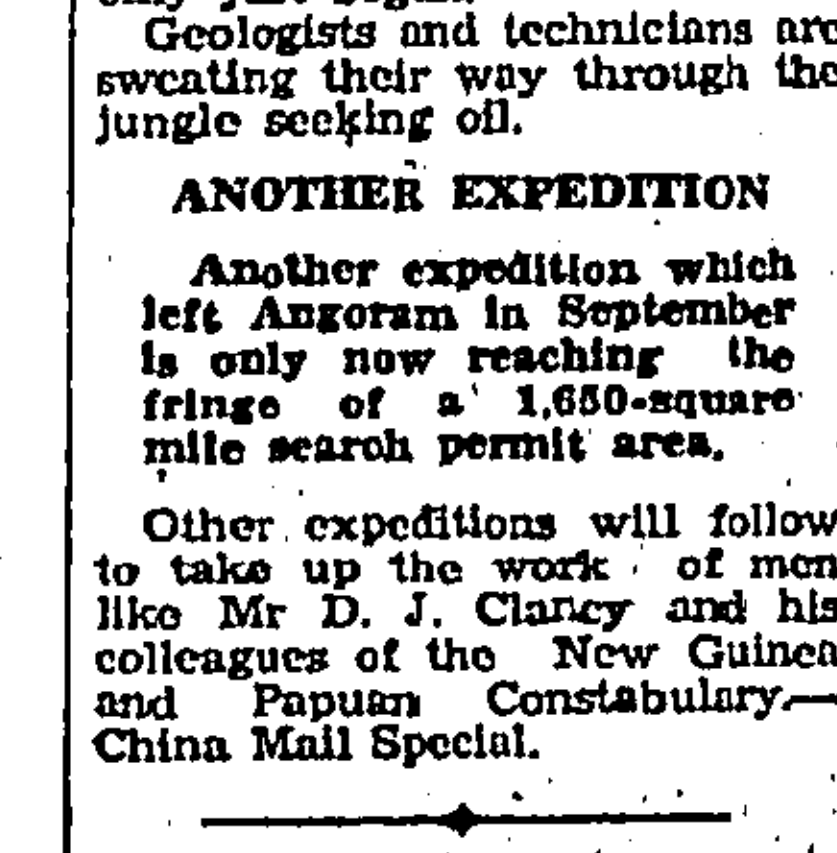 Geologists and technicians are
sweating their way through the
jungle seeking oil.
ANOTHER EXPEDITION
Another expedition which
left Angoram in September
is only now reaching the
fringe of a 1,650-square
mile search permit area.
Other expeditions will follow
to take up the work of men
like Mr D. J. Clancy and his
colleagues of the New Guinea
and Papuan Constabulary.—
China Mail Special.